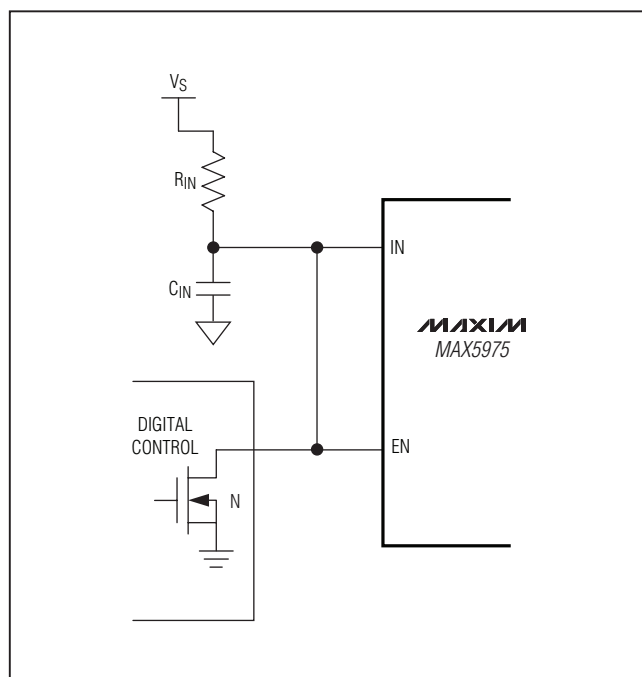 VS
RIN
CIN
IN
MAXIM
MAX5975
DIGITAL
CONTROL
N
EN